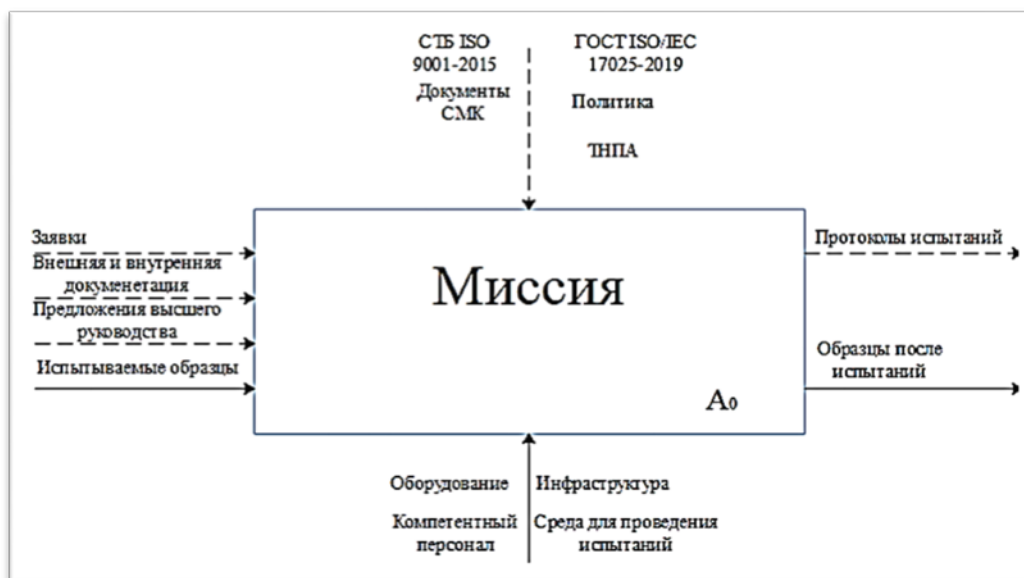 СТБ ISO
9001-2015
Документы
СМК
ГОСТ ISO/IEC
17025-2019
Политика
ТНПА
Заявки
Внешняя и внутренняя
докуменетация
Предложения высшего
руководства
Испытываемые образцы
Миссия
А0
Протоколы испытаний
Образцы после
испытаний
Оборудование
Компетентный
персонал
Инфраструктура
Среда для проведения
испытаний